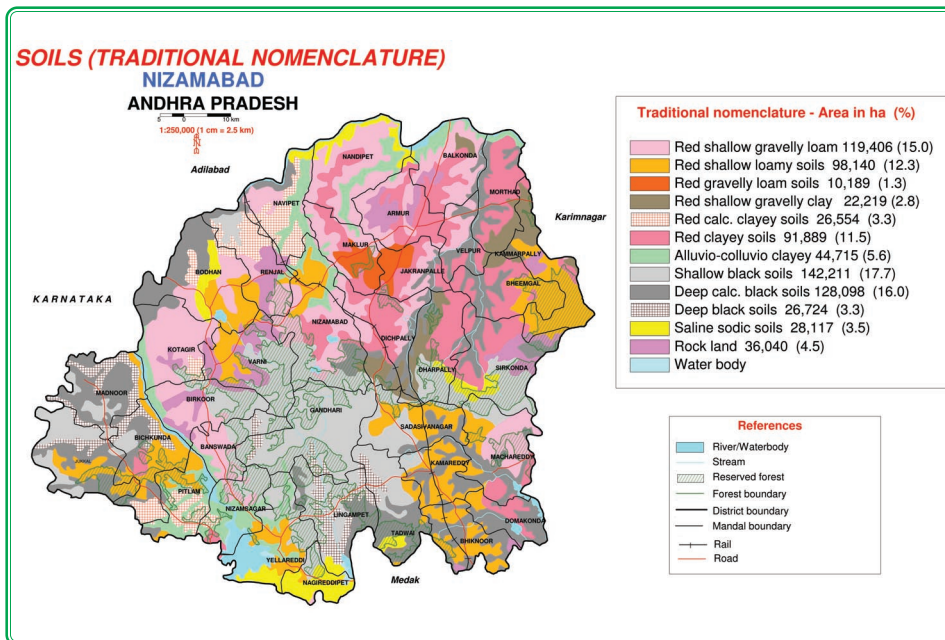 SOILS (TRADITIONAL NOMENCLATURE)
NIZAMABAD
ANDHRA PRADESH
5 0 10 km
1:250,000 (1 cm = 2.5 km)
Adilabad
Karimnagar
KARNATAKA
Medak
NANDIPET
BALKONDA
MORTHAD
NAVIPET
ARMUR
MAKLUR
VELPUR
KAMMARPALLY
BODHAN
RENJAL
JAKRANPALLE
BHEEMGAL
NIZAMABAD
DICHPALLY
KOTAGIR
VARNI
DHARPALLY
SIRKONDA
MADNOOR
BIRKOOR
GANDHARI
SADASIVANAGAR
BICHKUNDA
BANSWADA
KAMAREDDY
MACHAREDDY
PITLAM
NIZAMSAGAR
LINGAMPET
DOMAKONDA
TADWAI
BHIKNOOR
YELLAREDDI
NAGIREDDIPET
Traditional nomenclature - Area in ha (%)
Red shallow gravelly loam 119,406 (15.0)
Red shallow loamy soils 98,140 (12.3)
Red gravelly loam soils 10,189 (1.3)
Red shallow gravelly clay 22,219 (2.8)
Red calc. clayey soils 26,554 (3.3)
Red clayey soils 91,889 (11.5)
Alluvio-colluvio clayey 44,715 (5.6)
Shallow black soils 142,211 (17.7)
Deep calc. black soils 128,098 (16.0)
Deep black soils 26,724 (3.3)
Saline sodic soils 28,117 (3.5)
Rock land 36,040 (4.5)
Water body
References
River/Waterbody
Stream
Reserved forest
Forest boundary
District boundary
Mandal boundary
Rail
Road